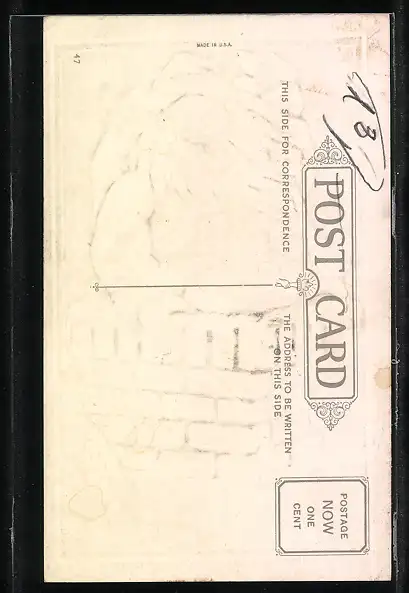 MADE IN U.S.A.
47
POST CARD
THIS SIDE FOR CORRESPONDENCE
THE ADDRESS TO BE WRITTEN
ON THIS SIDE
POSTAGE
NOW
ONE
CENT